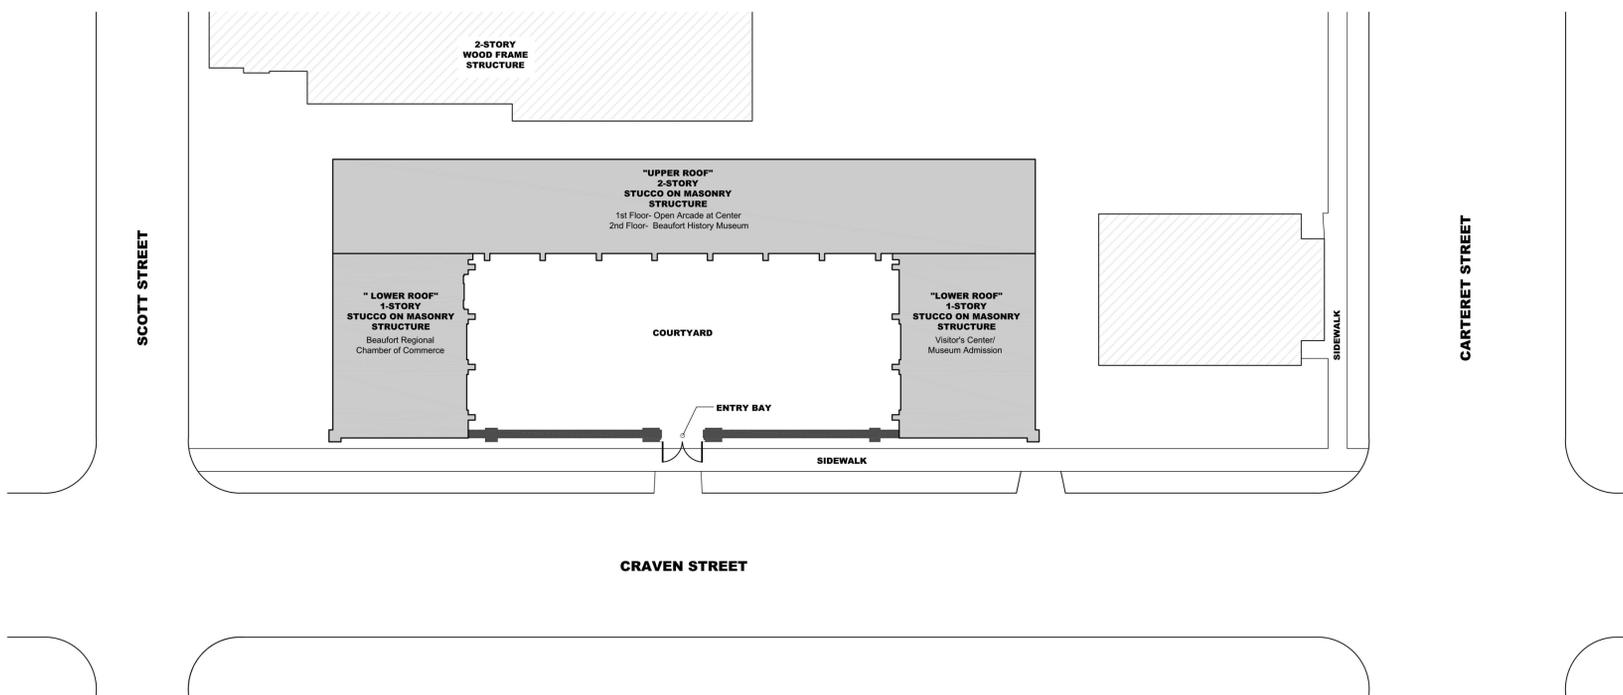 2-STORY
WOOD FRAME
STRUCTURE
"UPPER ROOF"
2-STORY
STUCCO ON MASONRY
STRUCTURE
1st Floor- Open Arcade at Center
2nd Floor- Beaufort History Museum
SCOTT STREET
" LOWER ROOF"
1-STORY
STUCCO ON MASONRY
STRUCTURE
Beaufort Regional
Chamber of Commerce
COURTYARD
"LOWER ROOF"
1-STORY
STUCCO ON MASONRY
STRUCTURE
Visitor's Center/
Museum Admission
SIDEWALK
CARTERET STREET
ENTRY BAY
SIDEWALK
CRAVEN STREET